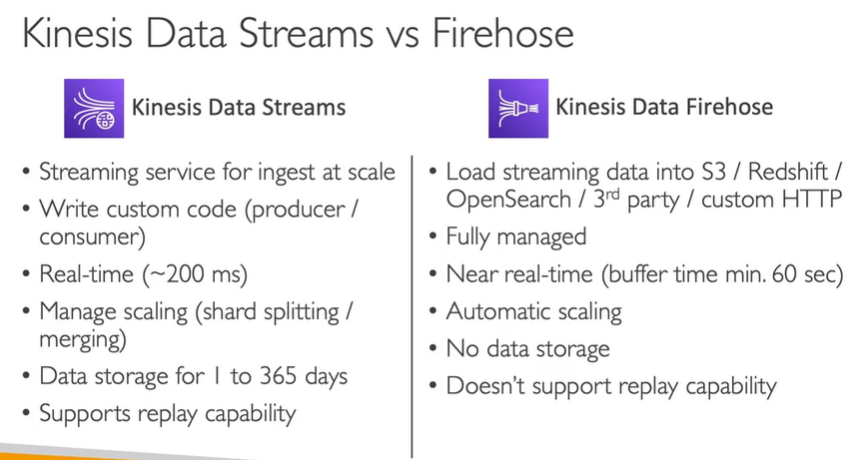 Kinesis Data Streams vs Firehose
Kinesis Data Streams
• Streaming service for ingest at scale
• Write custom code (producer /
consumer)
• Real-time (~200 ms)
• Manage scaling (shard splitting /
merging)
• Data storage for 1 to 365 days
• Supports replay capability
Kinesis Data Firehose
• Load streaming data into S3 / Redshift /
OpenSearch / 3rd party / custom HTTP
• Fully managed
• Near real-time (buffer time min. 60 sec)
• Automatic scaling
• No data storage
• Doesn't support replay capability